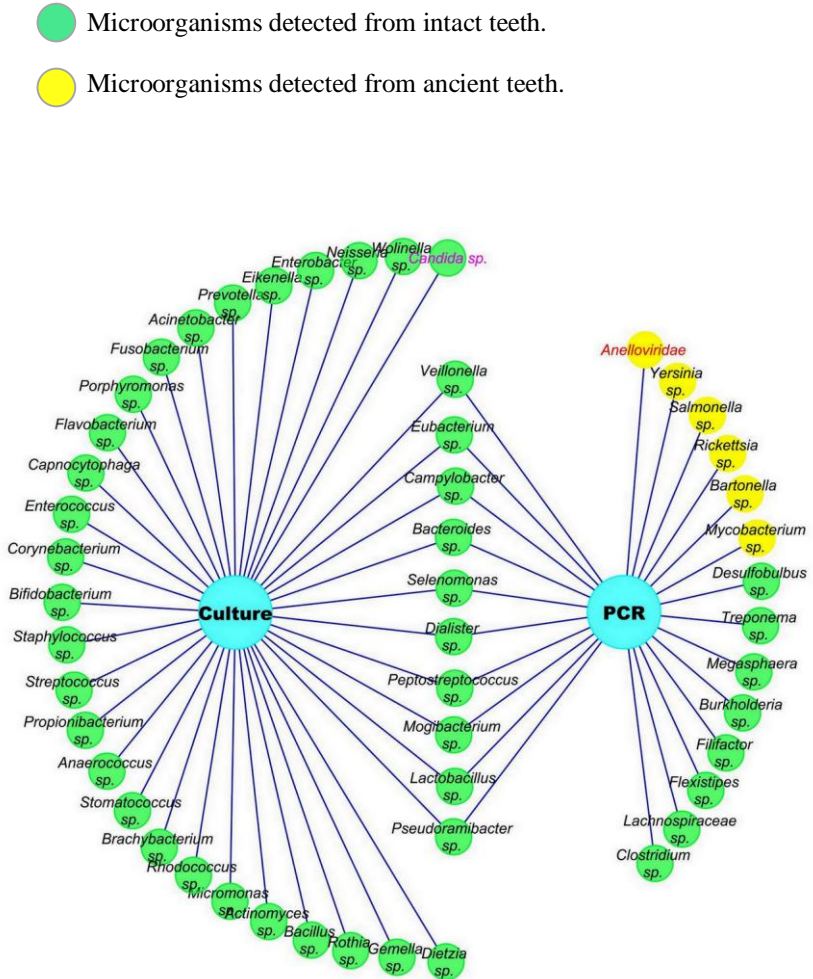 Microorganisms detected from intact teeth.
Microorganisms detected from ancient teeth.
Candida sp.
Wolinella
sp.
Neisseria
sp.
Enterobacter
sp.
Eikenella
sp.
Prevotella
sp.
Acinetobacter
sp.
Fusobacterium
sp.
Porphyromonas
sp.
Flavobacterium
sp.
Capnocytophaga
sp.
Enterococcus
sp.
Corynebacterium
sp.
Bifidobacterium
sp.
Staphylococcus
sp.
Streptococcus
sp.
Propionibacterium
sp.
Anaerococcus
sp.
Stomatococcus
sp.
Brachybacterium
sp.
Rhodococcus
sp.
Micromonas
sp.
Actinomyces
sp.
Bacillus
sp.
Rothia
sp.
Gemella
sp.
Dietzia
sp.
Culture
Veillonella
sp.
Eubacterium
sp.
Campylobacter
sp.
Bacteroides
sp.
Selenomonas
sp.
Dialister
sp.
Peptostreptococcus
sp.
Mogibacterium
sp.
Lactobacillus
sp.
Pseudoramibacter
sp.
PCR
Anelloviridae
Yersinia
sp.
Salmonella
sp.
Rickettsia
sp.
Bartonella
sp.
Mycobacterium
sp.
Desulfobulbus
sp.
Treponema
sp.
Megasphaera
sp.
Burkholderia
sp.
Filifactor
sp.
Flexistipes
sp.
Lachnospiraceae
sp.
Clostridium
sp.